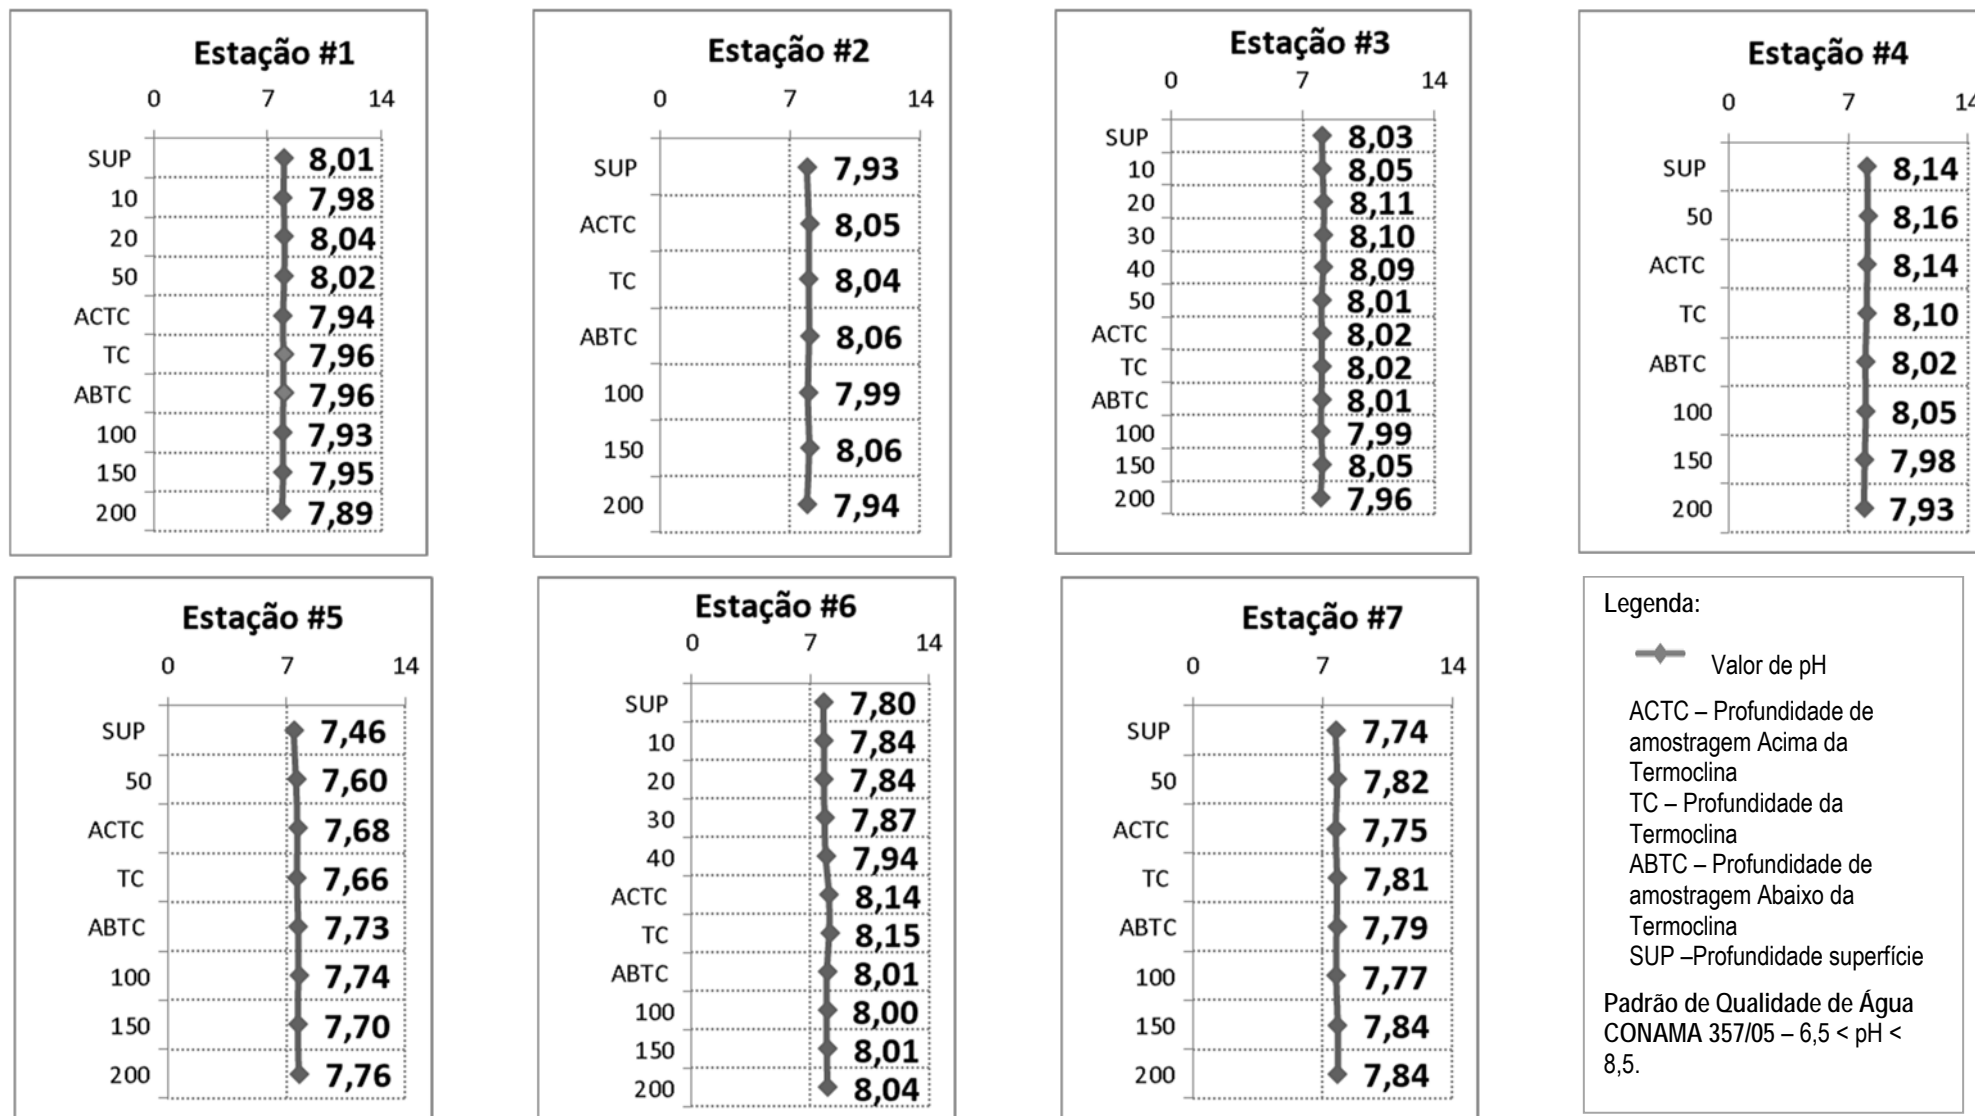 Estação #1
0 7 14
SUP 8,01
10 7,98
20 8,04
50 8,02
ACTC 7,94
TC 7,96
ABTC 7,96
100 7,93
150 7,95
200 7,89
Estação #2
0 7 14
SUP 7,93
ACTC 8,05
TC 8,04
ABTC 8,06
100 7,99
150 8,06
200 7,94
Estação #3
0 7 14
SUP 8,03
10 8,05
20 8,11
30 8,10
40 8,09
50 8,01
ACTC 8,02
TC 8,02
ABTC 8,01
100 7,99
150 8,05
200 7,96
Estação #4
0 7 14
SUP 8,14
50 8,16
ACTC 8,14
TC 8,10
ABTC 8,02
100 8,05
150 7,98
200 7,93
Estação #5
0 7 14
SUP 7,46
50 7,60
ACTC 7,68
TC 7,66
ABTC 7,73
100 7,74
150 7,70
200 7,76
Estação #6
0 7 14
SUP 7,80
10 7,84
20 7,84
30 7,87
40 7,94
ACTC 8,14
TC 8,15
ABTC 8,01
100 8,00
150 8,01
200 8,04
Estação #7
0 7 14
SUP 7,74
50 7,82
ACTC 7,75
TC 7,81
ABTC 7,79
100 7,77
150 7,84
200 7,84
Legenda:
Valor de pH
ACTC – Profundidade de
amostragem Acima da
Termoclina
TC – Profundidade da
Termoclina
ABTC – Profundidade de
amostragem Abaixo da
Termoclina
SUP –Profundidade superfície
Padrão de Qualidade de Água
CONAMA 357/05 – 6,5 < pH <
8,5.